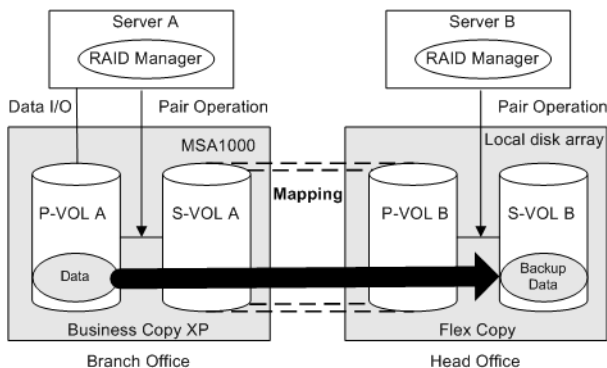 Server A
RAID Manager
Server B
RAID Manager
Data I/O
Pair Operation
Pair Operation
MSA1000
Local disk array
P-VOL A
S-VOL A
Mapping
P-VOL B
S-VOL B
Data
Backup
Data
Business Copy XP
Flex Copy
Branch Office
Head Office